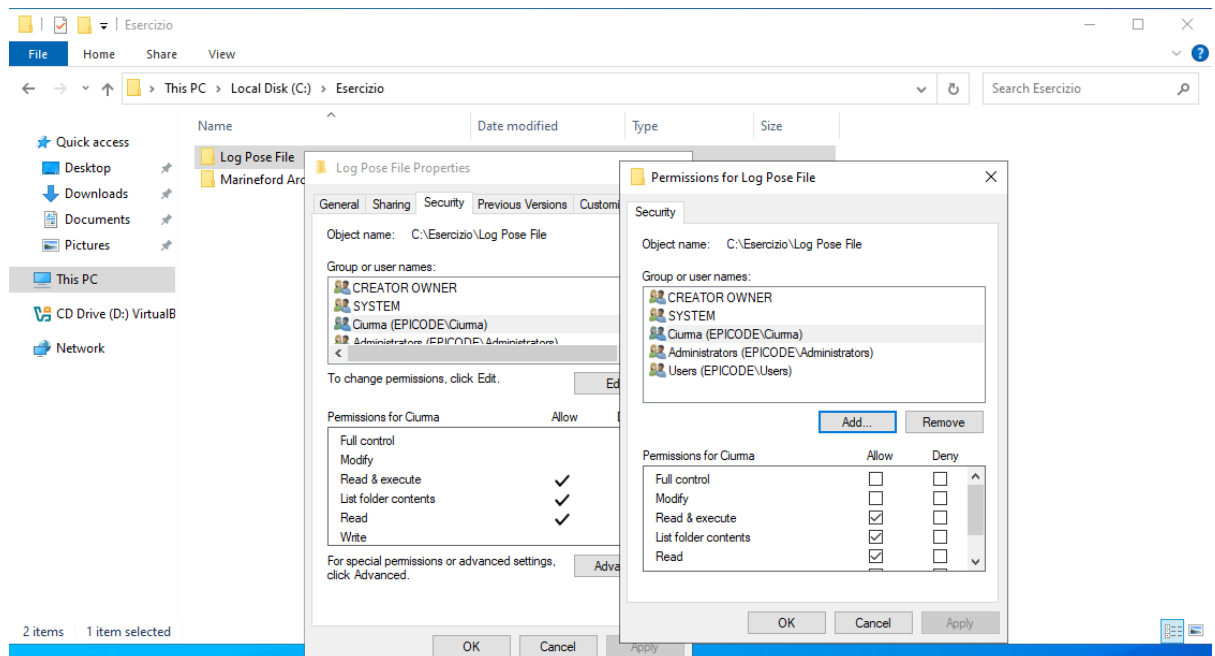 Esercizio
File Home Share View
This PC > Local Disk (C:) > Esercizio
Search Esercizio
Name Date modified Type Size
Quick access
Desktop
Downloads
Documents
Pictures
This PC
CD Drive (D:) VirtualB
Network
Log Pose File
Marineford Arc
Log Pose File Properties
General Sharing Security Previous Versions Customi
Object name: C:\Esercizio\Log Pose File
Group or user names:
CREATOR OWNER
SYSTEM
Ciurma (EPICODE\Ciurma)
Administrators (EPICODE\Administrators)
To change permissions, click Edit.
Ed
Permissions for Ciurma Allow D
Full control
Modify
Read & execute
List folder contents
Read
Write
For special permissions or advanced settings,
click Advanced.
Adva
OK Cancel Apply
Permissions for Log Pose File
Security
Object name: C:\Esercizio\Log Pose File
Group or user names:
CREATOR OWNER
SYSTEM
Ciurma (EPICODE\Ciurma)
Administrators (EPICODE\Administrators)
Users (EPICODE\Users)
Add... Remove
Permissions for Ciurma Allow Deny
Full control
Modify
Read & execute
List folder contents
Read
OK Cancel Apply
2 items 1 item selected